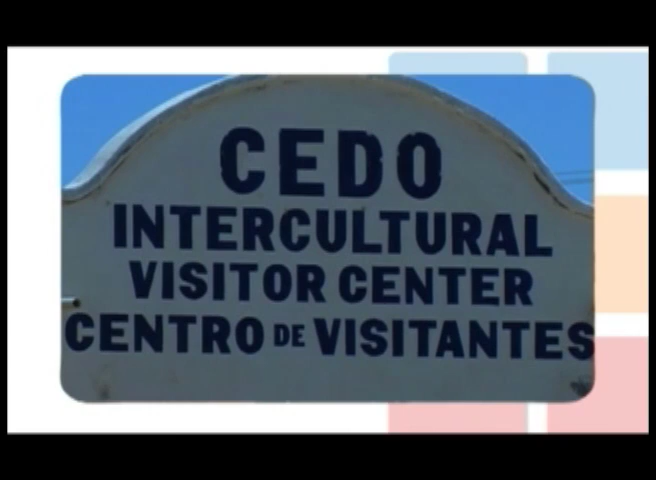 CEDO
INTERCULTURAL
VISITOR CENTER
CENTRO DE VISITANTES